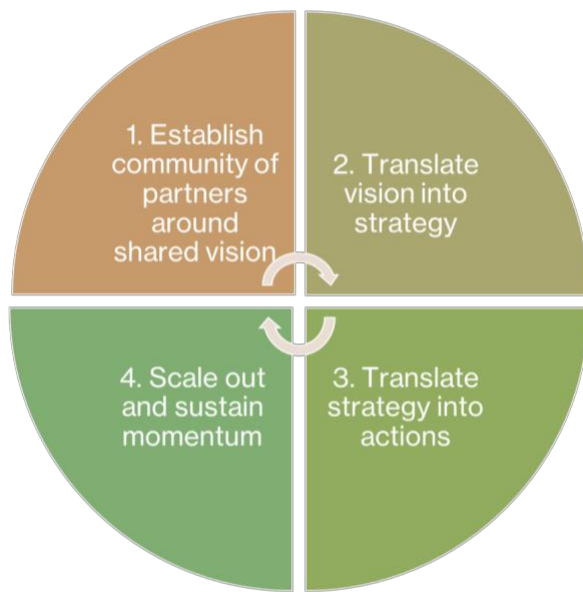 1. Establish
community of
partners
around
shared vision
2. Translate
vision into
strategy
3. Translate
strategy into
actions
4. Scale out
and sustain
momentum